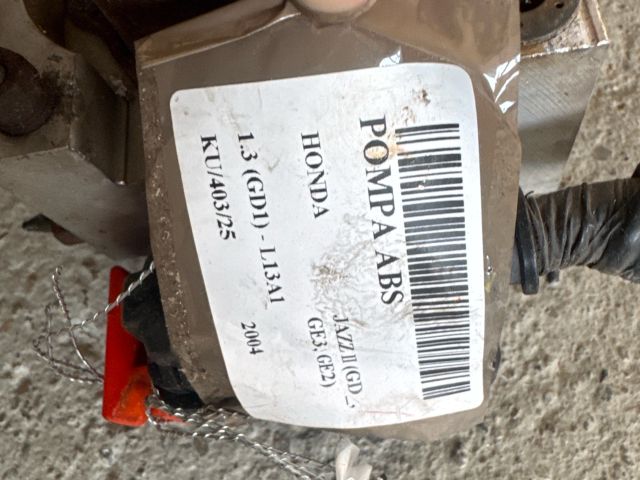 POMPA ABS
HONDA JAZZ II (GD_,
GE3, GE2)
1.3 (GD1) - L13A1 2004
KU/403/25